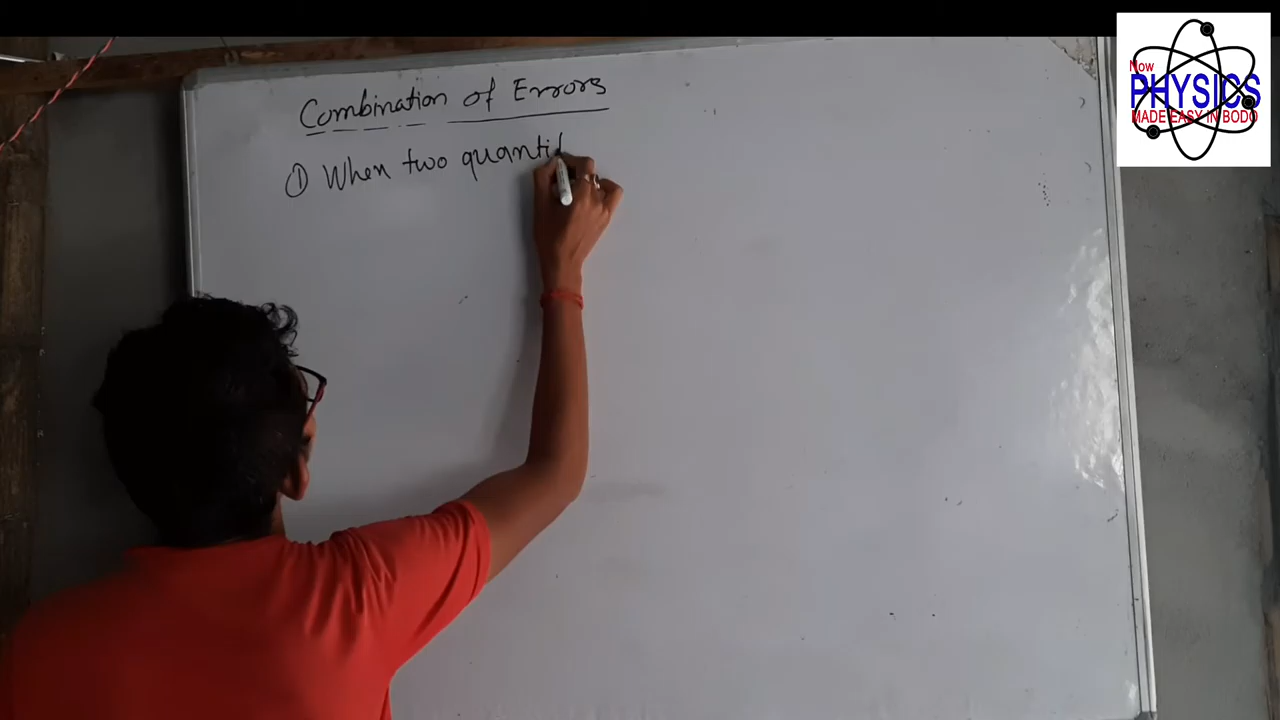 Combination of Errors
① When two quantit
Now
PHYSICS
MADE EASY IN BODO